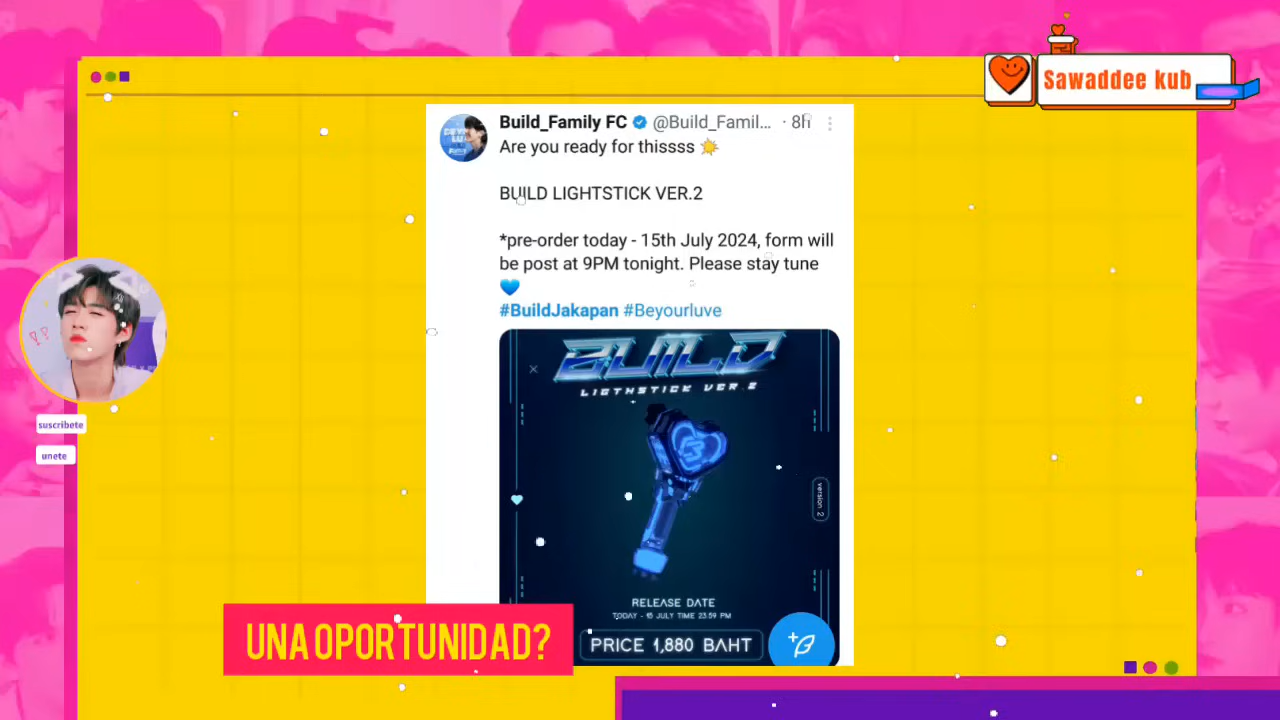 Sawaddee kub
Build_Family FC @Build_Famil... · 8h
Are you ready for thissss ☀️
BUILD LIGHTSTICK VER.2
*pre-order today - 15th July 2024, form will
be post at 9PM tonight. Please stay tune
💙
#BuildJakapan #Beyourluve
BUILD
LIGTHSTICK VER.2
B
version 2
RELEASE DATE
TODAY - 15 JULY TIME 23.59 PM
PRICE 1,880 BAHT
suscribete
unete
UNA OPORTUNIDAD?